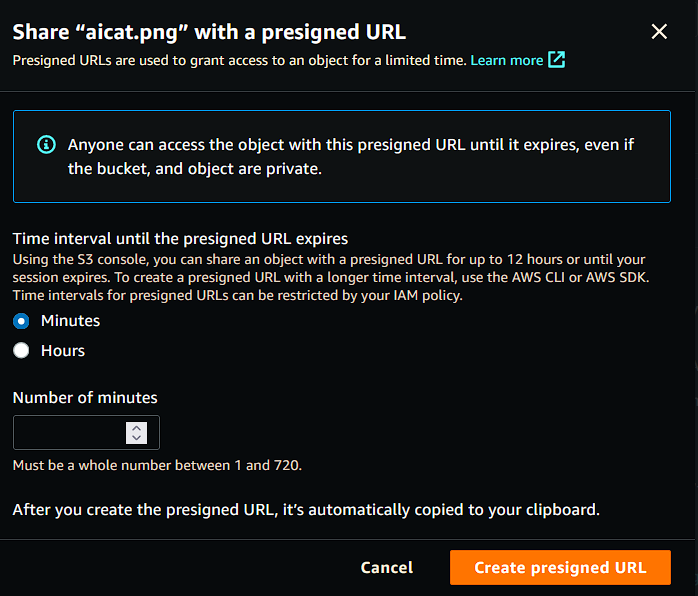 Share “aicat.png” with a presigned URL
Presigned URLs are used to grant access to an object for a limited time. Learn more
Anyone can access the object with this presigned URL until it expires, even if
the bucket, and object are private.
Time interval until the presigned URL expires
Using the S3 console, you can share an object with a presigned URL for up to 12 hours or until your
session expires. To create a presigned URL with a longer time interval, use the AWS CLI or AWS SDK.
Time intervals for presigned URLs can be restricted by your IAM policy.
Minutes
Hours
Number of minutes
Must be a whole number between 1 and 720.
After you create the presigned URL, it’s automatically copied to your clipboard.
Cancel Create presigned URL